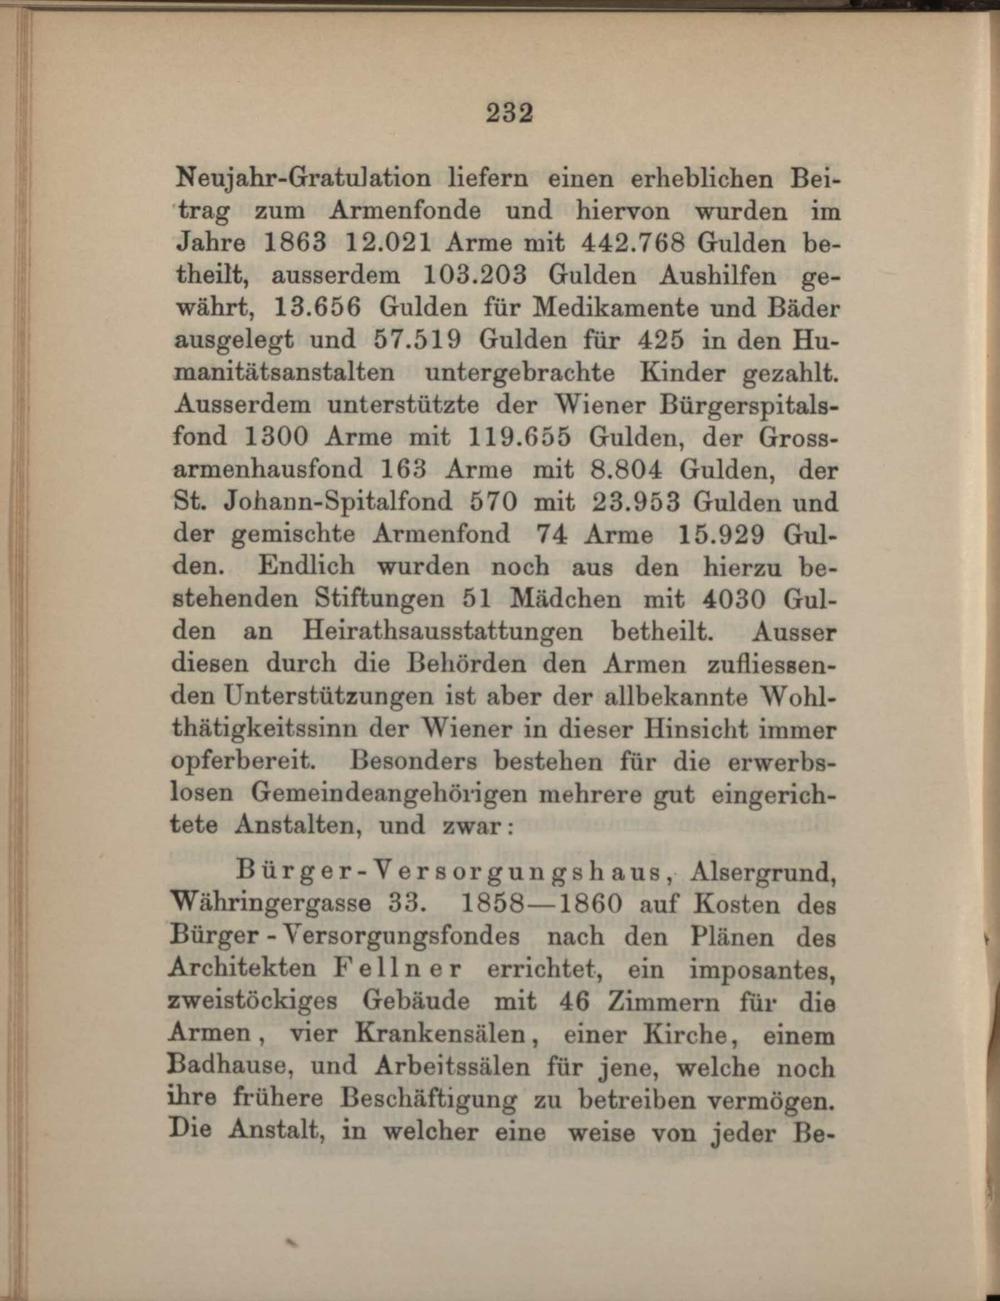 232
Neujahr-Gratulation liefern einen erheblichen Bei-
trag zum Armenfonde und hiervon wurden im
Jahre 1863 12.021 Arme mit 442.768 Gulden be-
theilt, ausserdem 103.203 Gulden Aushilfen ge-
währt, 13.656 Gulden für Medikamente und Bäder
ausgelegt und 57.519 Gulden für 425 in den Hu-
manitätsanstalten untergebrachte Kinder gezahlt.
Ausserdem unterstützte der Wiener Bürgerspitals-
fond 1300 Arme mit 119.655 Gulden, der Gross-
armenhausfond 163 Arme mit 8.804 Gulden, der
St. Johann-Spitalfond 570 mit 23.953 Gulden und
der gemischte Armenfond 74 Arme 15.929 Gul-
den. Endlich wurden noch aus den hierzu be-
stehenden Stiftungen 51 Mädchen mit 4030 Gul-
den an Heirathsausstattungen betheilt. Ausser
diesen durch die Behörden den Armen zufliessen-
den Unterstützungen ist aber der allbekannte Wohl-
thätigkeitssinn der Wiener in dieser Hinsicht immer
opferbereit. Besonders bestehen für die erwerbs-
losen Gemeindeangehörigen mehrere gut eingerich-
tete Anstalten, und zwar:
Bürger-Versorgungshaus, Alsergrund,
Währingergasse 33. 1858—1860 auf Kosten des
Bürger-Versorgungsfondes nach den Plänen des
Architekten Fellner errichtet, ein imposantes,
zweistöckiges Gebäude mit 46 Zimmern für die
Armen, vier Krankensälen, einer Kirche, einem
Badhause, und Arbeitssälen für jene, welche noch
ihre frühere Beschäftigung zu betreiben vermögen.
Die Anstalt, in welcher eine weise von jeder Be-